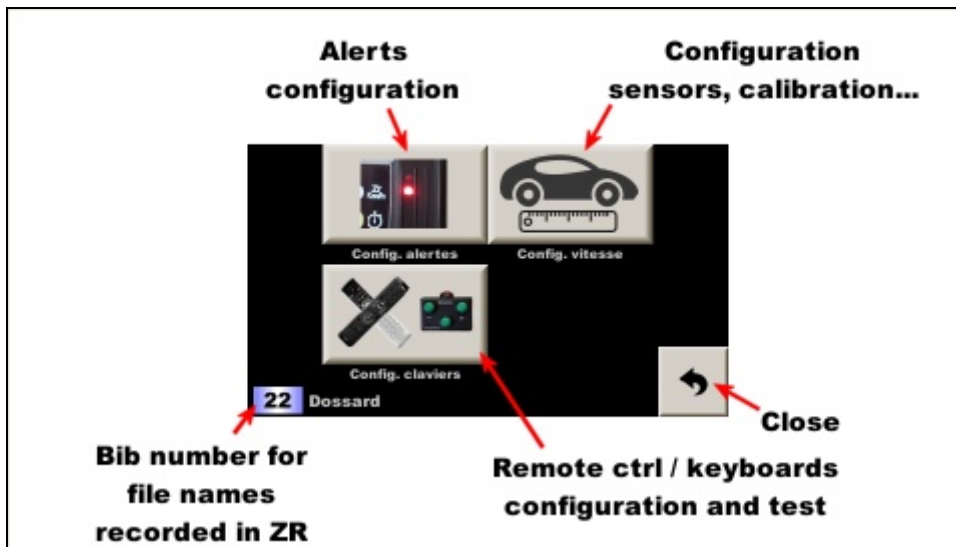 Alerts
configuration
Configuration
sensors, calibration...
Config. alertes
Config. vitesse
Config. claviers
22 Dossard
Close
Bib number for
file names
recorded in ZR
Remote ctrl / keyboards
configuration and test